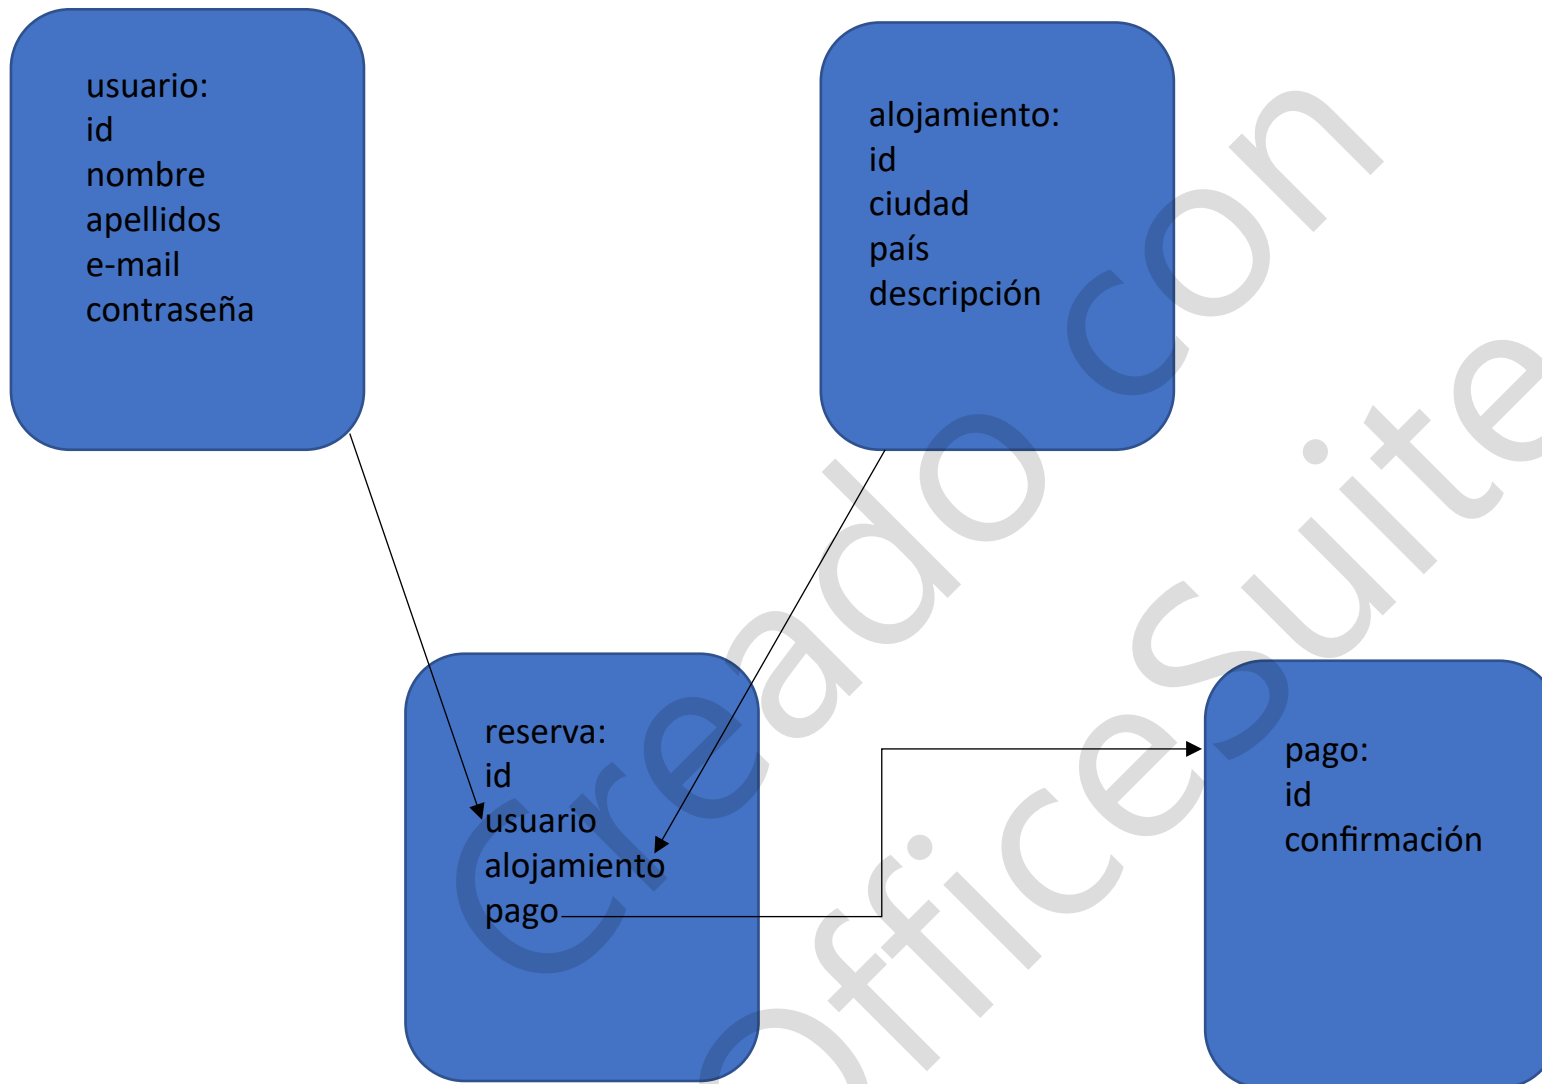 usuario:
id
nombre
apellidos
e-mail
contraseña
alojamiento:
id
ciudad
país
descripción
reserva:
id
usuario
alojamiento
pago
pago:
id
confirmación
Creado con
OfficeSuite